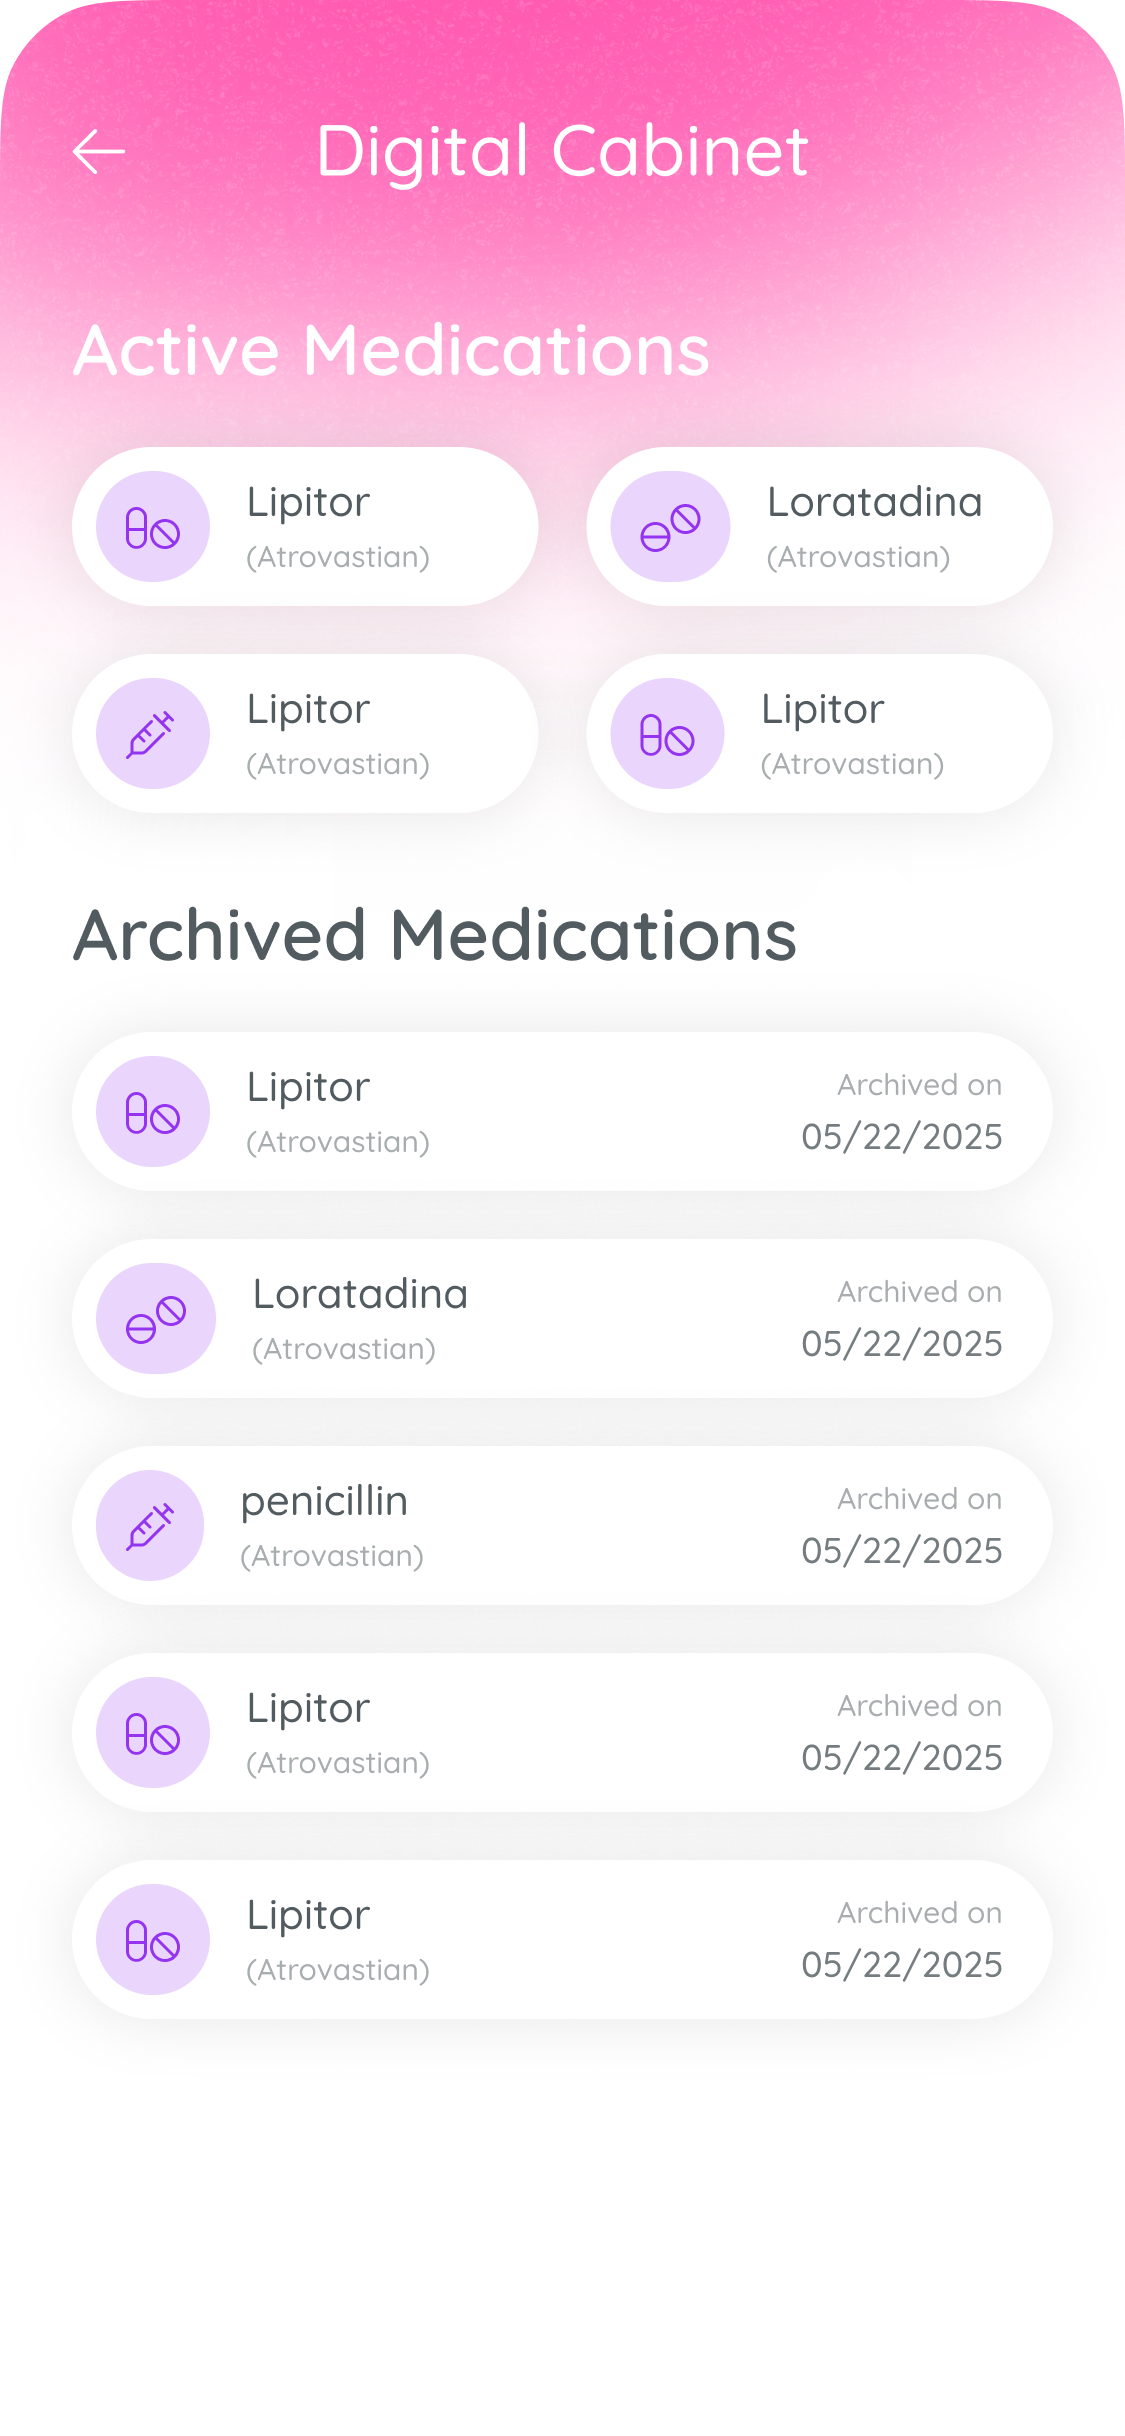 Digital Cabinet
Active Medications
Lipitor
(Atrovastian)
Loratadina
(Atrovastian)
Lipitor
(Atrovastian)
Lipitor
(Atrovastian)
Archived Medications
Lipitor
(Atrovastian)
Archived on
05/22/2025
Loratadina
(Atrovastian)
Archived on
05/22/2025
penicillin
(Atrovastian)
Archived on
05/22/2025
Lipitor
(Atrovastian)
Archived on
05/22/2025
Lipitor
(Atrovastian)
Archived on
05/22/2025